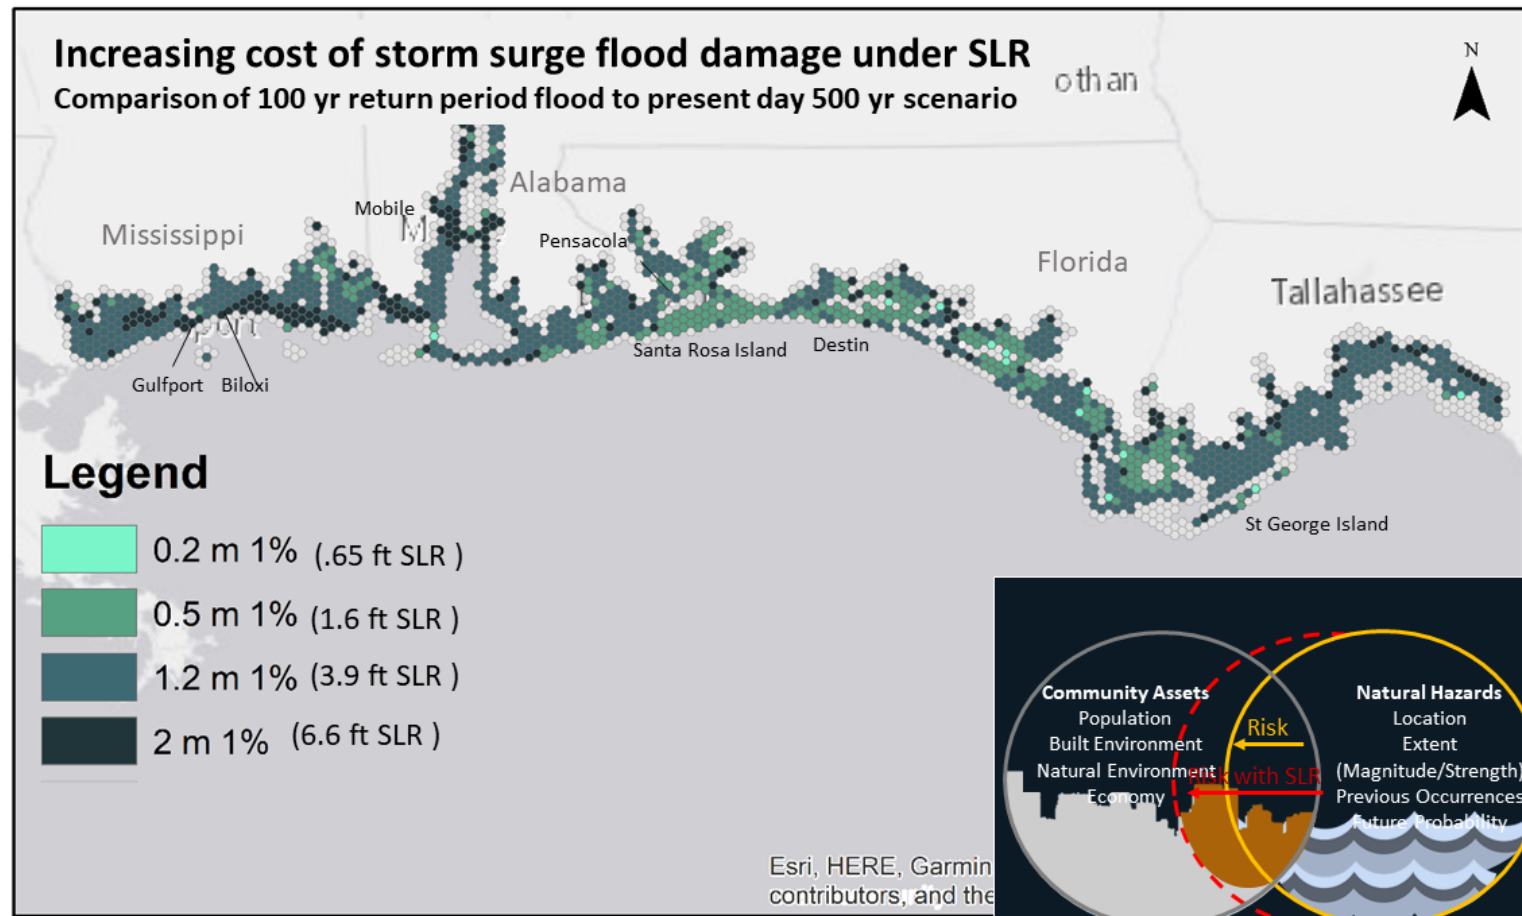 Increasing cost of storm surge flood damage under SLR
Comparison of 100 yr return period flood to present day 500 yr scenario
N
othan
Alabama
Mobile
M
Mississippi
Pensacola
Florida
Tallahassee
port
Santa Rosa Island
Destin
Gulfport
Biloxi
St George Island
Legend
0.2 m 1% (.65 ft SLR )
0.5 m 1% (1.6 ft SLR )
1.2 m 1% (3.9 ft SLR )
2 m 1% (6.6 ft SLR )
Community Assets
Population
Built Environment
Natural Environment
Economy
Risk
Risk with SLR
Natural Hazards
Location
Extent
(Magnitude/Strength)
Previous Occurrences
Future Probability
Esri, HERE, Garmin
contributors, and the